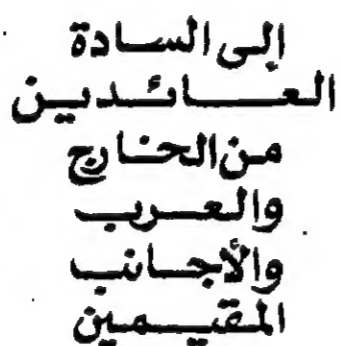 إلى السادة
العائدين
من الخارج
والعرب
والأجانب
المقيمين